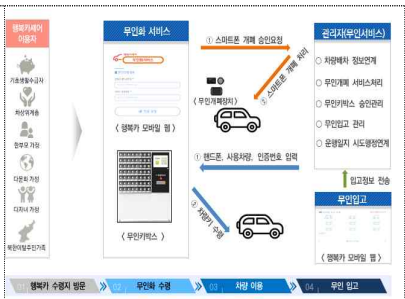 행복카셰어
이용자
기초생활수급자
차상위계층
한부모 가정
다문화 가정
다자녀 가정
북한이탈주민가족
무인화 서비스
〈 행복카 모바일 웹 〉
〈 무인키박스 〉
① 스마트폰 개폐 승인요청
③ 스마트폰 개폐 처리
〈 무인개폐장치 〉
① 핸드폰, 사용차량, 인증번호 입력
② 차량키 수령
관리자(무인서비스)
○ 차량배차 정보연계
○ 무인개폐 서비스처리
○ 무인키박스 승인관리
○ 무인입고 관리
○ 운행일지 시도행정연계
입고정보 전송
무인입고
〈 행복카 모바일 웹 〉
01 행복카 수령지 방문
02 무인화 수령
03 차량 이용
04 무인 입고